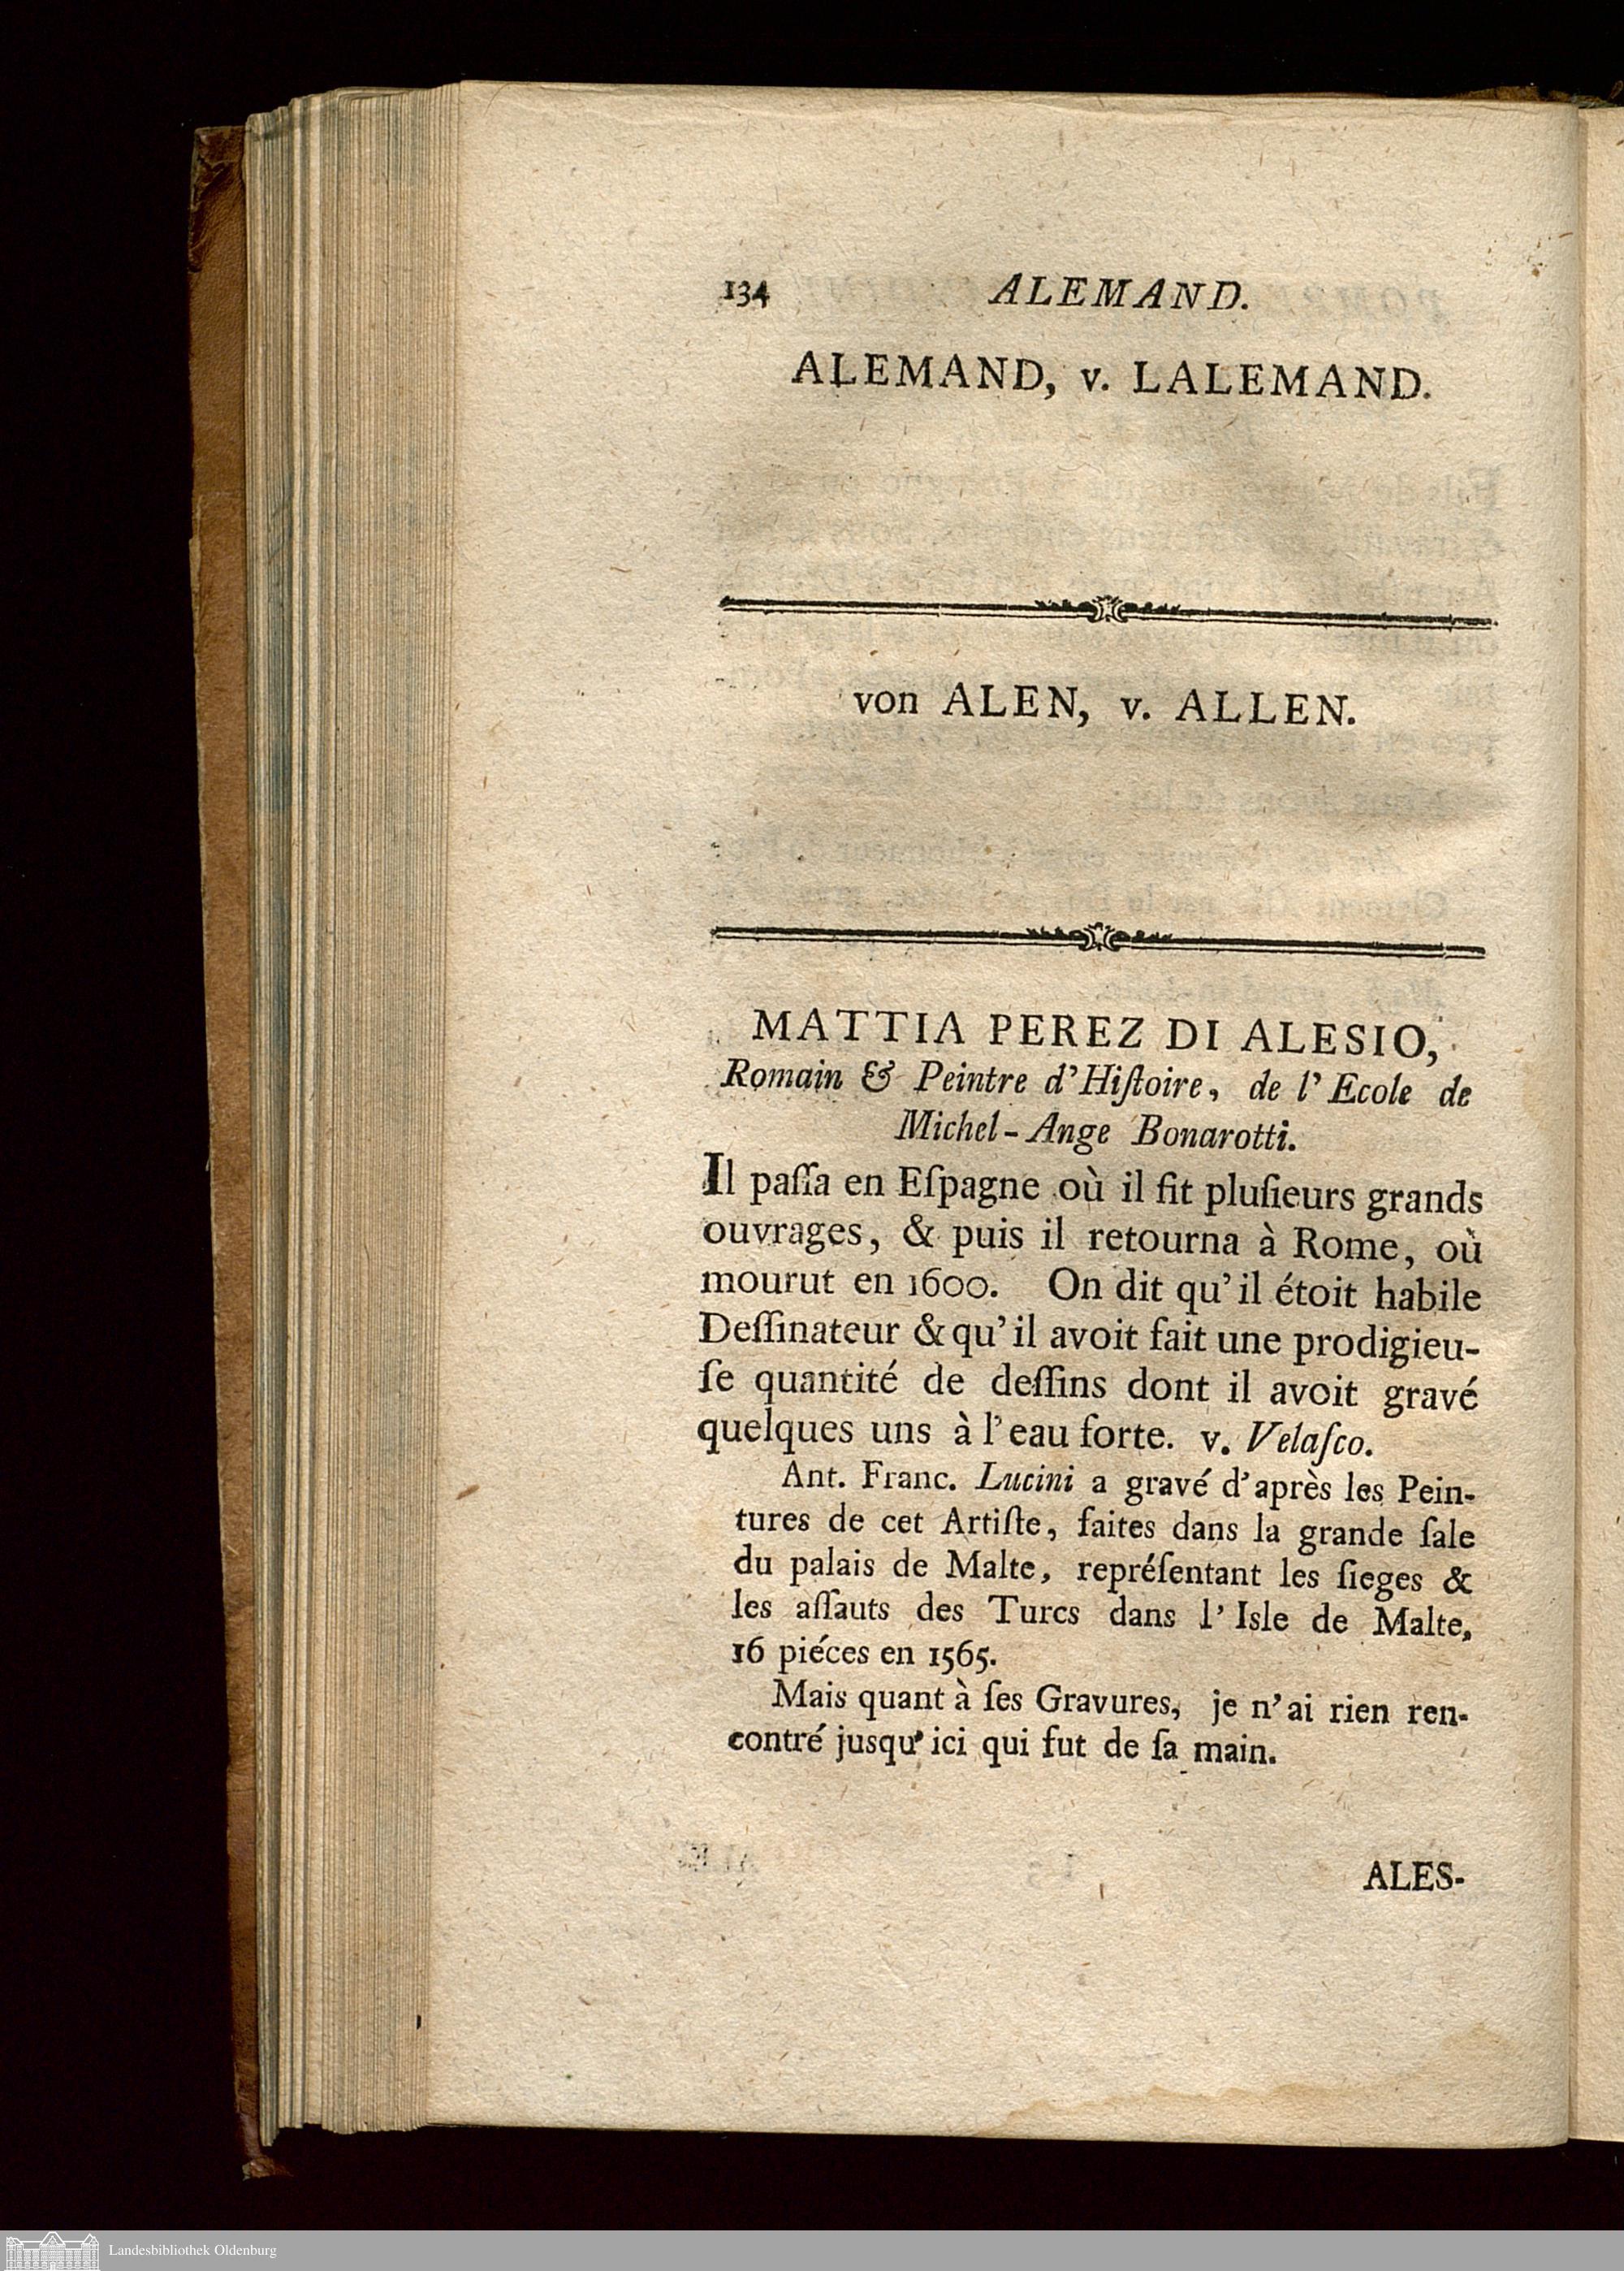 134 ALEMAND.
ALEMAND, v. LALEMAND.
von ALEN, v. ALLEN.
MATTIA PEREZ DI ALESIO,
Romain & Peintre d'Hiſtoire, de l' Ecole de
Michel-Ange Bonarotti.
Il paſſa en Eſpagne où il fit pluſieurs grands
ouvrages, & puis il retourna à Rome, où
mourut en 1600. On dit qu'il étoit habile
Deſſinateur & qu'il avoit fait une prodigieu-
ſe quantité de deſſins dont il avoit gravé
quelques uns à l'eau forte. v. Velaſco.
Ant. Franc. Lucini a gravé d'après les Pein-
tures de cet Artiſte, faites dans la grande ſale
du palais de Malte, repréſentant les ſieges &
les aſſauts des Turcs dans l'Isle de Malte,
16 piéces en 1565.
Mais quant à ſes Gravures, je n'ai rien ren-
contré jusqu'ici qui fut de ſa main.
ALES-
Landesbibliothek Oldenburg